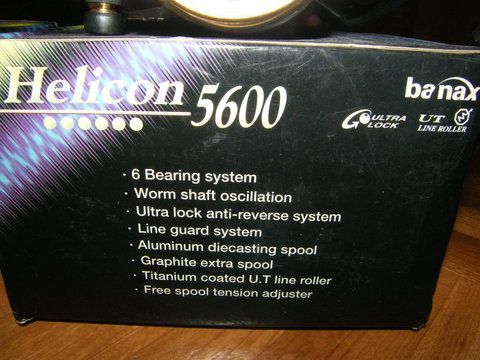 Helicon 5600
banax
GO ULTRA LOCK
UT LINE ROLLER
· 6 Bearing system
· Worm shaft oscillation
· Ultra lock anti-reverse system
· Line guard system
· Aluminum diecasting spool
· Graphite extra spool
· Titanium coated U.T line roller
· Free spool tension adjuster